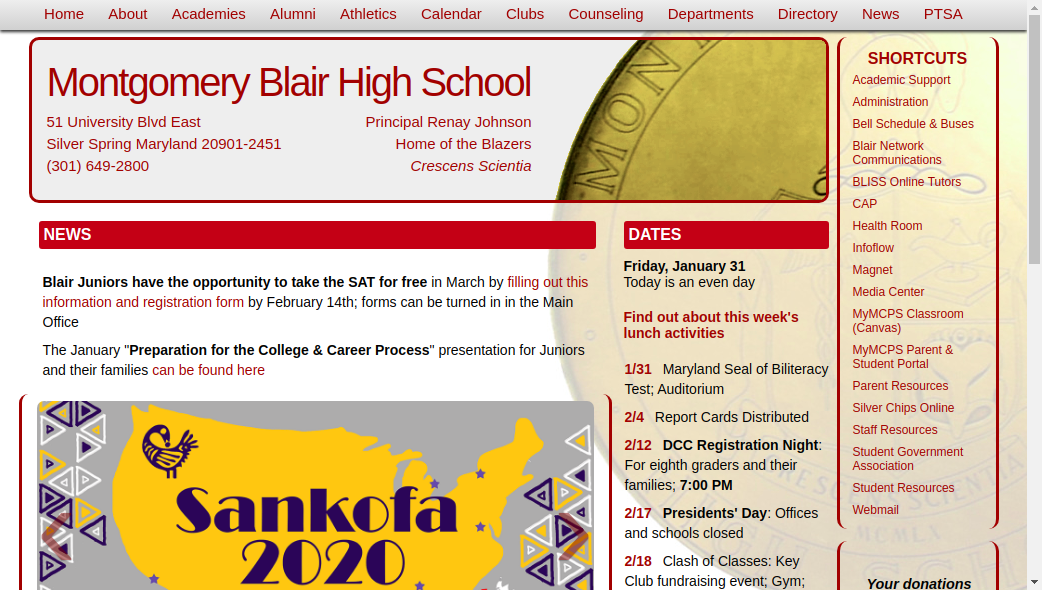 Home About Academies Alumni Athletics Calendar Clubs Counseling Departments Directory News PTSA
Montgomery Blair High School
51 University Blvd East
Silver Spring Maryland 20901-2451
(301) 649-2800
Principal Renay Johnson
Home of the Blazers
Crescens Scientia
MON
NEWS
Blair Juniors have the opportunity to take the SAT for free in March by filling out this
information and registration form by February 14th; forms can be turned in in the Main
Office
The January "Preparation for the College & Career Process" presentation for Juniors
and their families can be found here
Sankofa
2020
DATES
Friday, January 31
Today is an even day
Find out about this week's
lunch activities
1/31 Maryland Seal of Biliteracy
Test; Auditorium
2/4 Report Cards Distributed
2/12 DCC Registration Night:
For eighth graders and their
families; 7:00 PM
2/17 Presidents' Day: Offices
and schools closed
2/18 Clash of Classes: Key
Club fundraising event; Gym;
SHORTCUTS
Academic Support
Administration
Bell Schedule & Buses
Blair Network
Communications
BLISS Online Tutors
CAP
Health Room
Infoflow
Magnet
Media Center
MyMCPS Classroom
(Canvas)
MyMCPS Parent &
Student Portal
Parent Resources
Silver Chips Online
Staff Resources
Student Government
Association
Student Resources
Webmail
MCMLX
Your donations